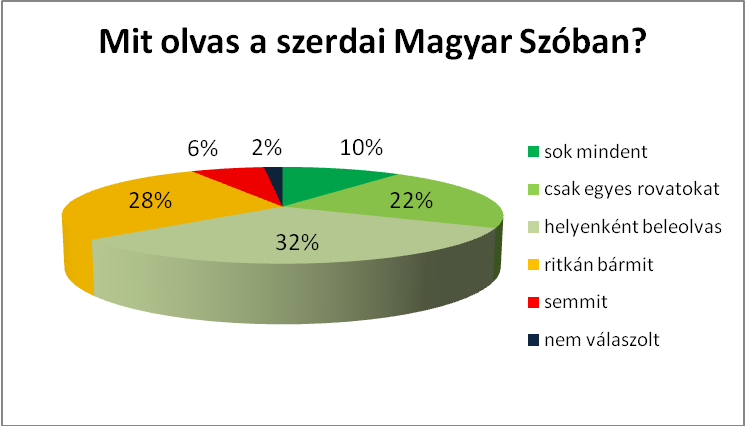 Mit olvas a szerdai Magyar Szóban?
6%
2%
10%
28%
22%
32%
sok mindent
csak egyes rovatokat
helyenként beleolvas
ritkán bármit
semmit
nem válaszolt